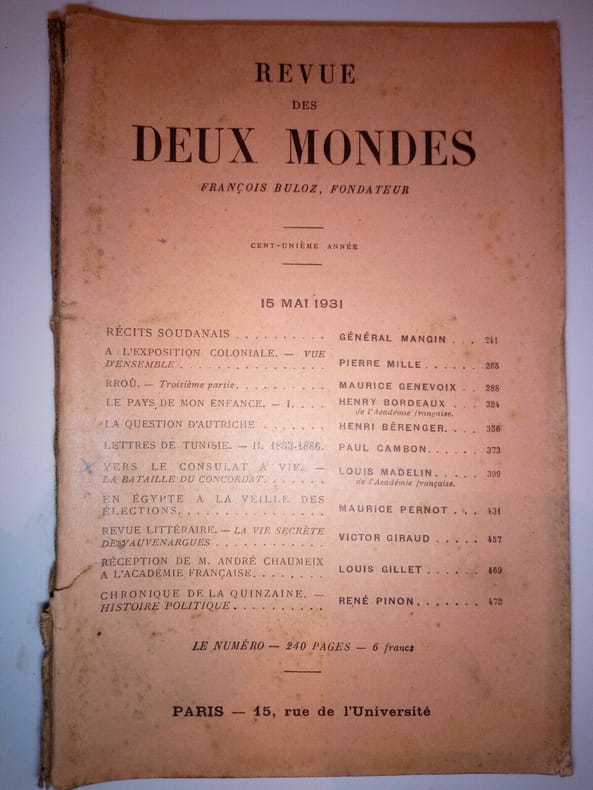 REVUE
DES
DEUX MONDES
FRANÇOIS BULOZ, FONDATEUR
CENT-UNIÈME ANNÉE
15 MAI 1931
RÉCITS SOUDANAIS . . . . . . . . . . GÉNÉRAL MANGIN . . . 241
A L'EXPOSITION COLONIALE. — VUE
D'ENSEMBLE . . . . . . . . . . . . . . . PIERRE MILLE . . . . . . 265
RROÛ. — Troisième partie. . . . . . . . . . MAURICE GENEVOIX . . 288
LE PAYS DE MON ENFANCE. — I. . . . HENRY BORDEAUX . . . 324
de l'Académie française.
LA QUESTION D'AUTRICHE . . . . . . . HENRI BÉRENGER. . . . 356
LETTRES DE TUNISIE. — II. 1883-1886. PAUL CAMBON. . . . . . 373
VERS LE CONSULAT A VIE. —
LA BATAILLE DU CONCORDAT. . . . . . . LOUIS MADELIN. . . . . 399
de l'Académie française.
EN ÉGYPTE A LA VEILLE DES
ÉLECTIONS. . . . . . . . . . . . . . . . MAURICE PERNOT . . . 431
REVUE LITTÉRAIRE. — LA VIE SECRÈTE
DE VAUVENARGUES . . . . . . . . . . . . VICTOR GIRAUD . . . . . 457
RÉCEPTION DE M. ANDRÉ CHAUMEIX
A L'ACADÉMIE FRANÇAISE. . . . . . . . LOUIS GILLET . . . . . . 469
CHRONIQUE DE LA QUINZAINE. —
HISTOIRE POLITIQUE . . . . . . . . . . RENÉ PINON. . . . . . . 472
LE NUMÉRO — 240 PAGES — 6 francs
PARIS — 15, rue de l'Université